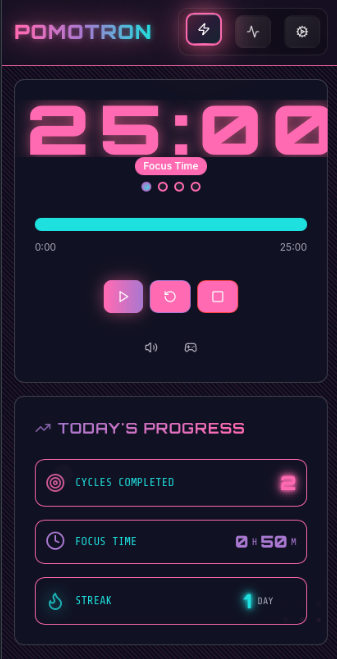 POMOTRON
25:00
Focus Time
0:00 25:00
TODAY'S PROGRESS
CYCLES COMPLETED 2
FOCUS TIME 0 H 50 M
STREAK 1 DAY